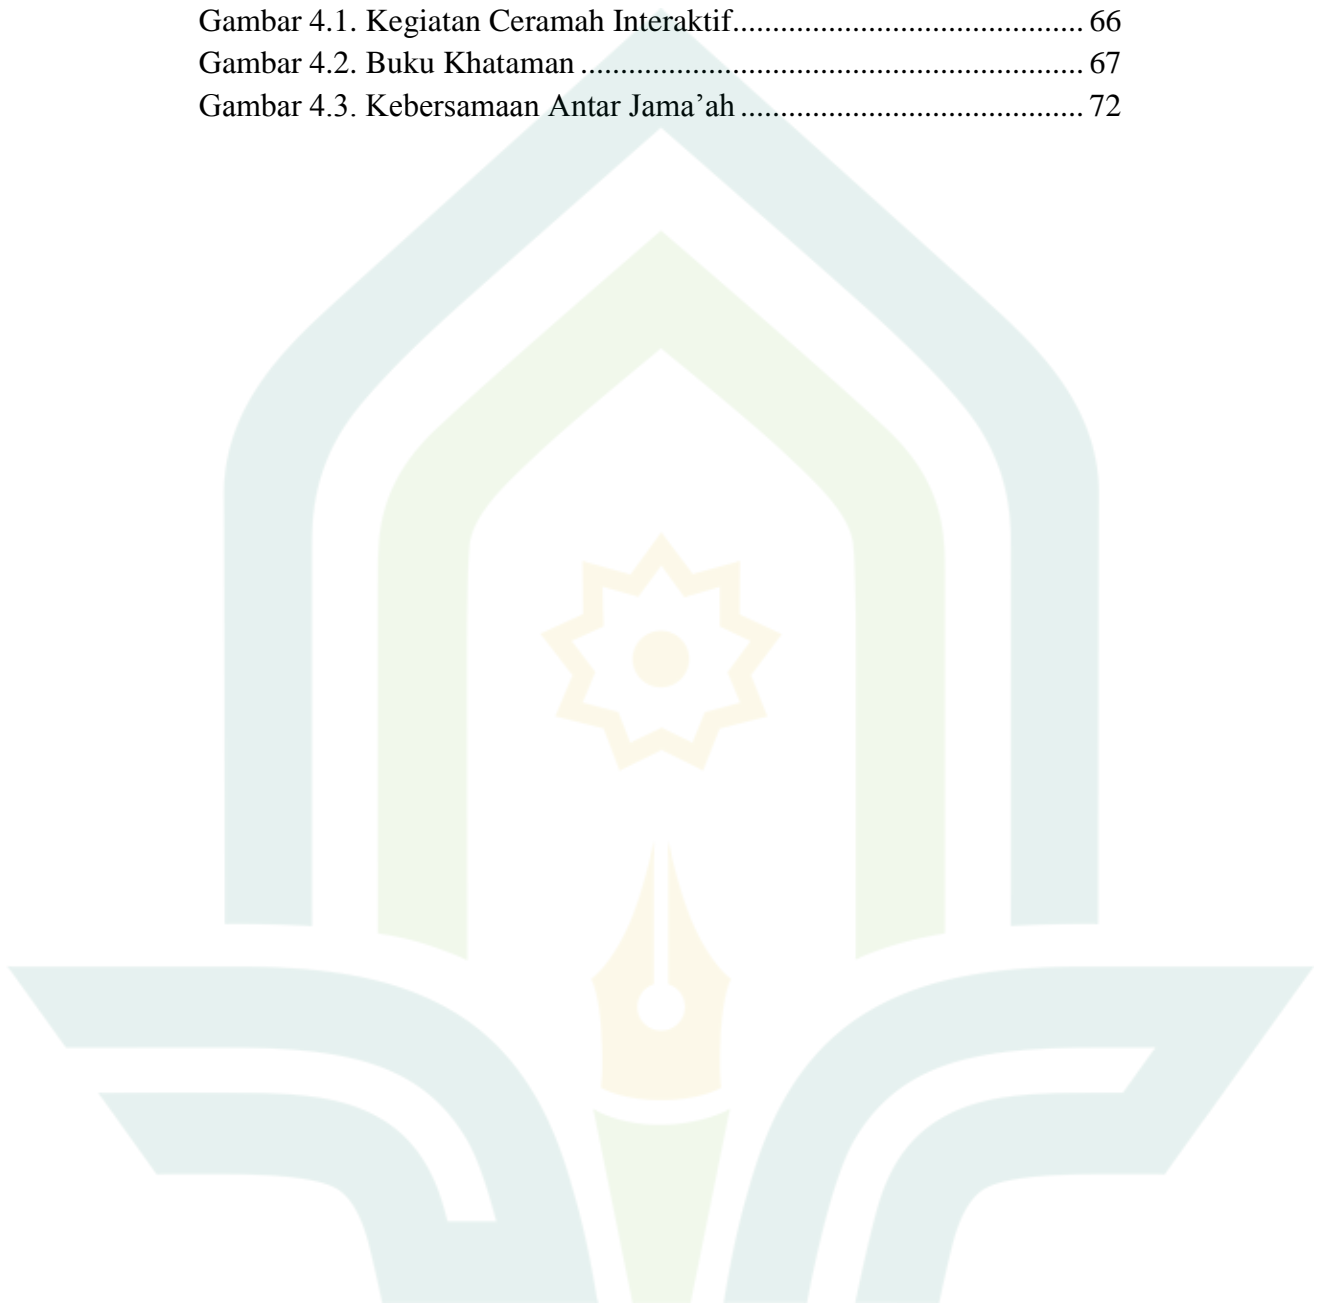 Gambar 4.1. Kegiatan Ceramah Interaktif............................................ 66
Gambar 4.2. Buku Khataman ............................................................... 67
Gambar 4.3. Kebersamaan Antar Jama’ah ........................................... 72